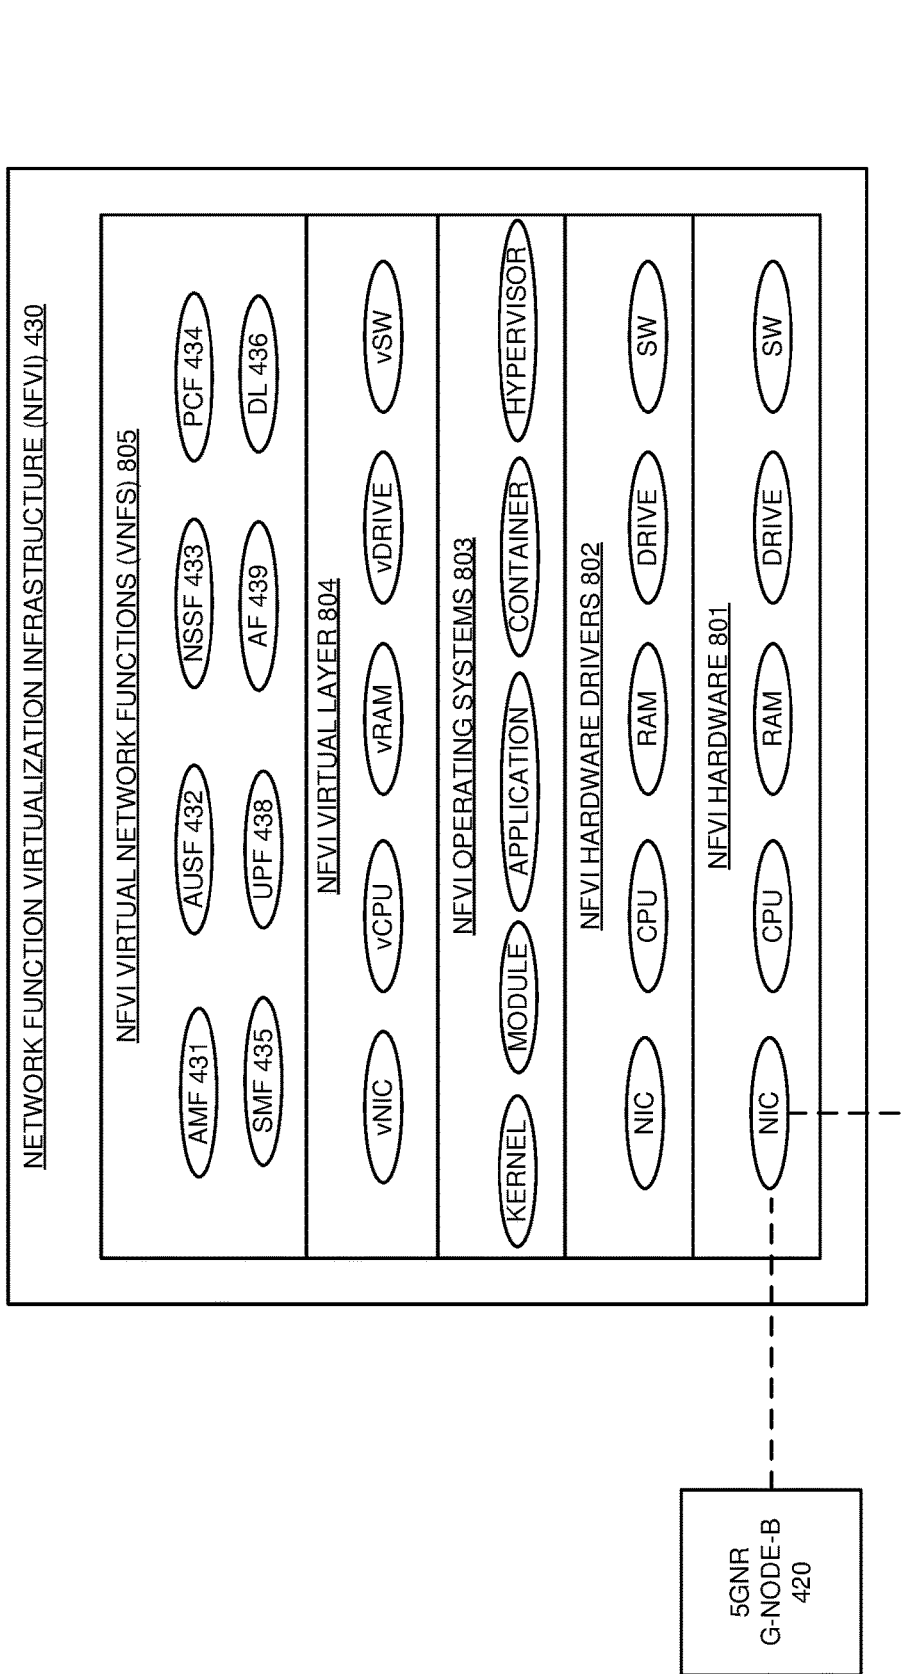 NETWORK FUNCTION VIRTUALIZATION INFRASTRUCTURE (NFVI) 430
NFVI VIRTUAL NETWORK FUNCTIONS (VNFS) 805
AMF 431
AUSF 432
NSSF 433
PCF 434
SMF 435
UPF 438
AF 439
DL 436
NFVI VIRTUAL LAYER 804
vNIC
vCPU
vRAM
vDRIVE
vSW
NFVI OPERATING SYSTEMS 803
KERNEL
MODULE
APPLICATION
CONTAINER
HYPERVISOR
NFVI HARDWARE DRIVERS 802
NIC
CPU
RAM
DRIVE
SW
NFVI HARDWARE 801
NIC
CPU
RAM
DRIVE
SW
5GNR
G-NODE-B
420